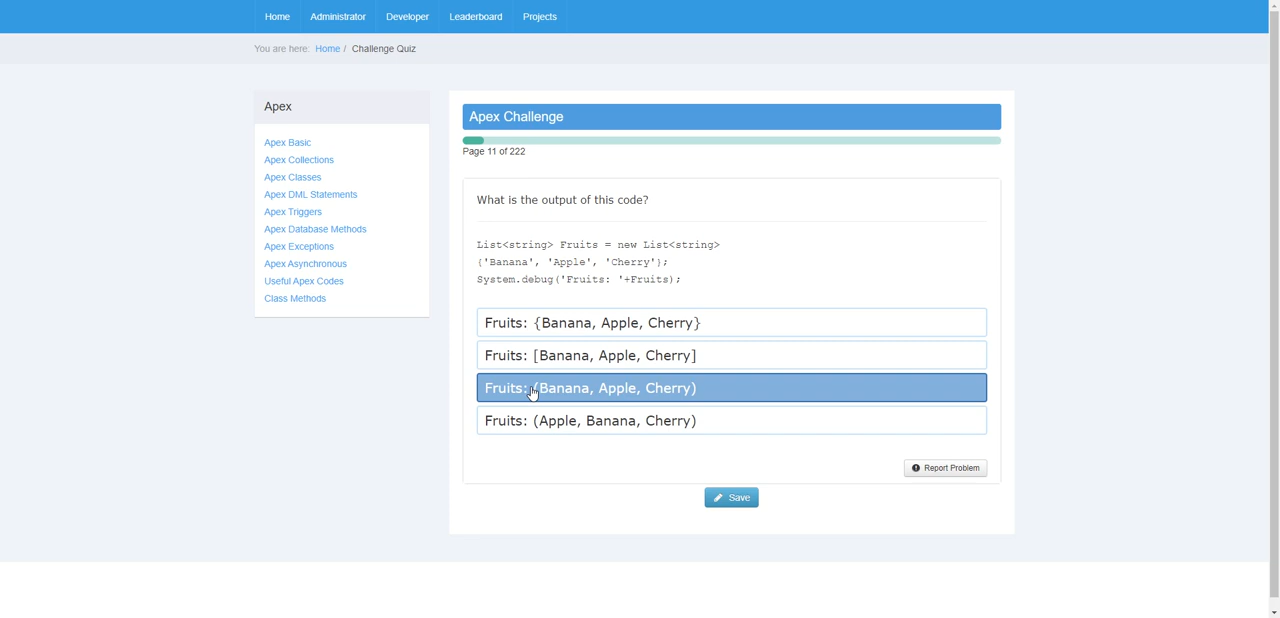 Home Administrator Developer Leaderboard Projects
You are here: Home / Challenge Quiz
Apex
Apex Basic
Apex Collections
Apex Classes
Apex DML Statements
Apex Triggers
Apex Database Methods
Apex Exceptions
Apex Asynchronous
Useful Apex Codes
Class Methods
Apex Challenge
Page 11 of 222
What is the output of this code?
List<string> Fruits = new List<string>
{'Banana', 'Apple', 'Cherry'};
System.debug('Fruits: '+Fruits);
Fruits: {Banana, Apple, Cherry}
Fruits: [Banana, Apple, Cherry]
Fruits: (Banana, Apple, Cherry)
Fruits: (Apple, Banana, Cherry)
Report Problem
Save